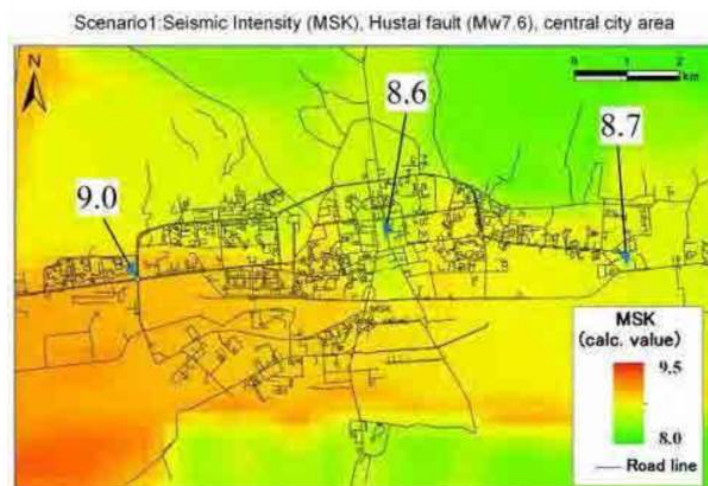 Scenario1:Seismic Intensity (MSK), Hustai fault (Mw7.6), central city area
N
0 1 2
km
8.6
8.7
9.0
MSK
(calc. value)
9.5
8.0
Road line